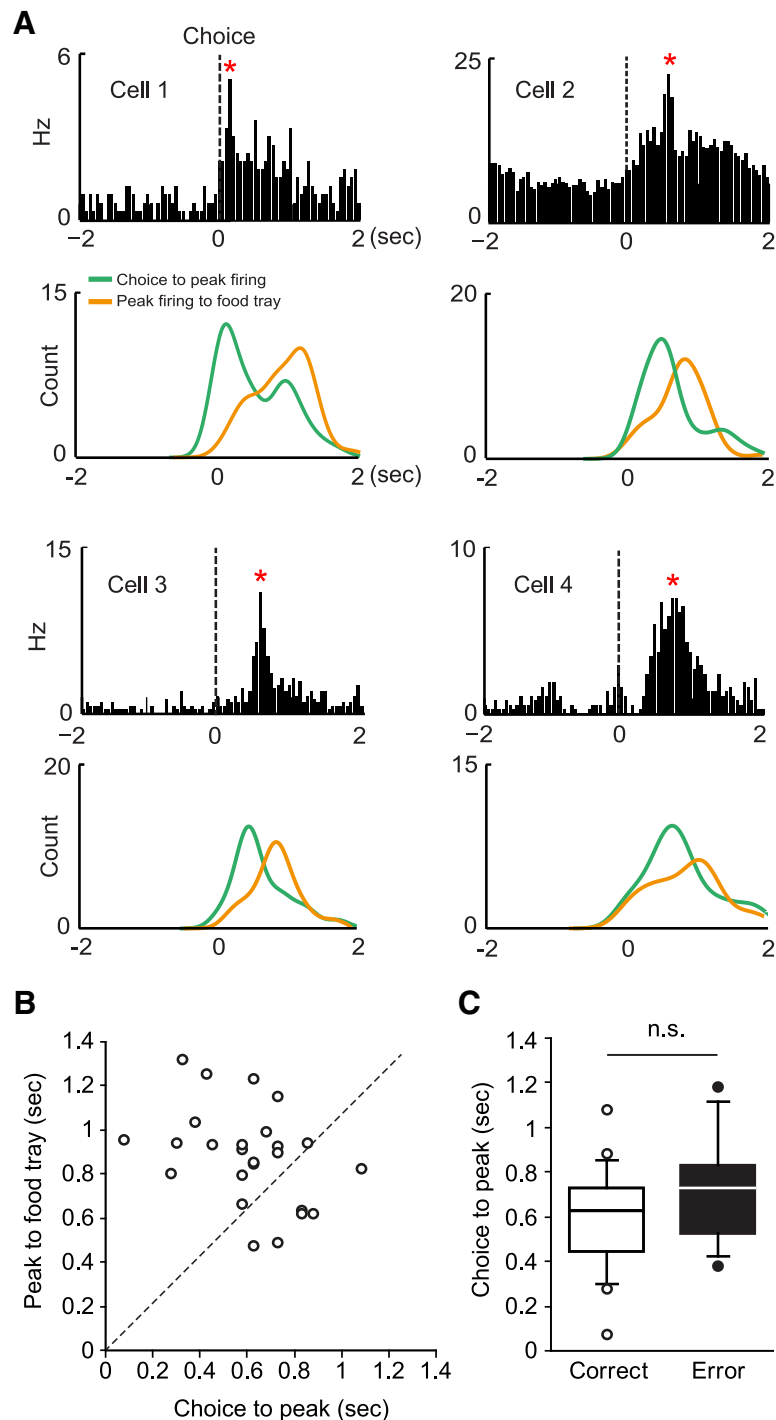 A
Choice
6
Cell 1
*
Hz
0
−2 0 2 (sec)
25
Cell 2
*
0
−2 0 2
Choice to peak firing
Peak firing to food tray
15
Count
0
-2 0 2 (sec)
20
0
-2 0 2
15
Cell 3
*
Hz
0
−2 0 2
10
Cell 4
*
0
−2 0 2
20
Count
0
-2 0 2
15
0
-2 0 2
B
Peak to food tray (sec)
1.4
1.2
1
0.8
0.6
0.4
0.2
0
0 0.2 0.4 0.6 0.8 1 1.2 1.4
Choice to peak (sec)
C
n.s.
Choice to peak (sec)
1.4
1.2
1
0.8
0.6
0.4
0.2
0
Correct Error